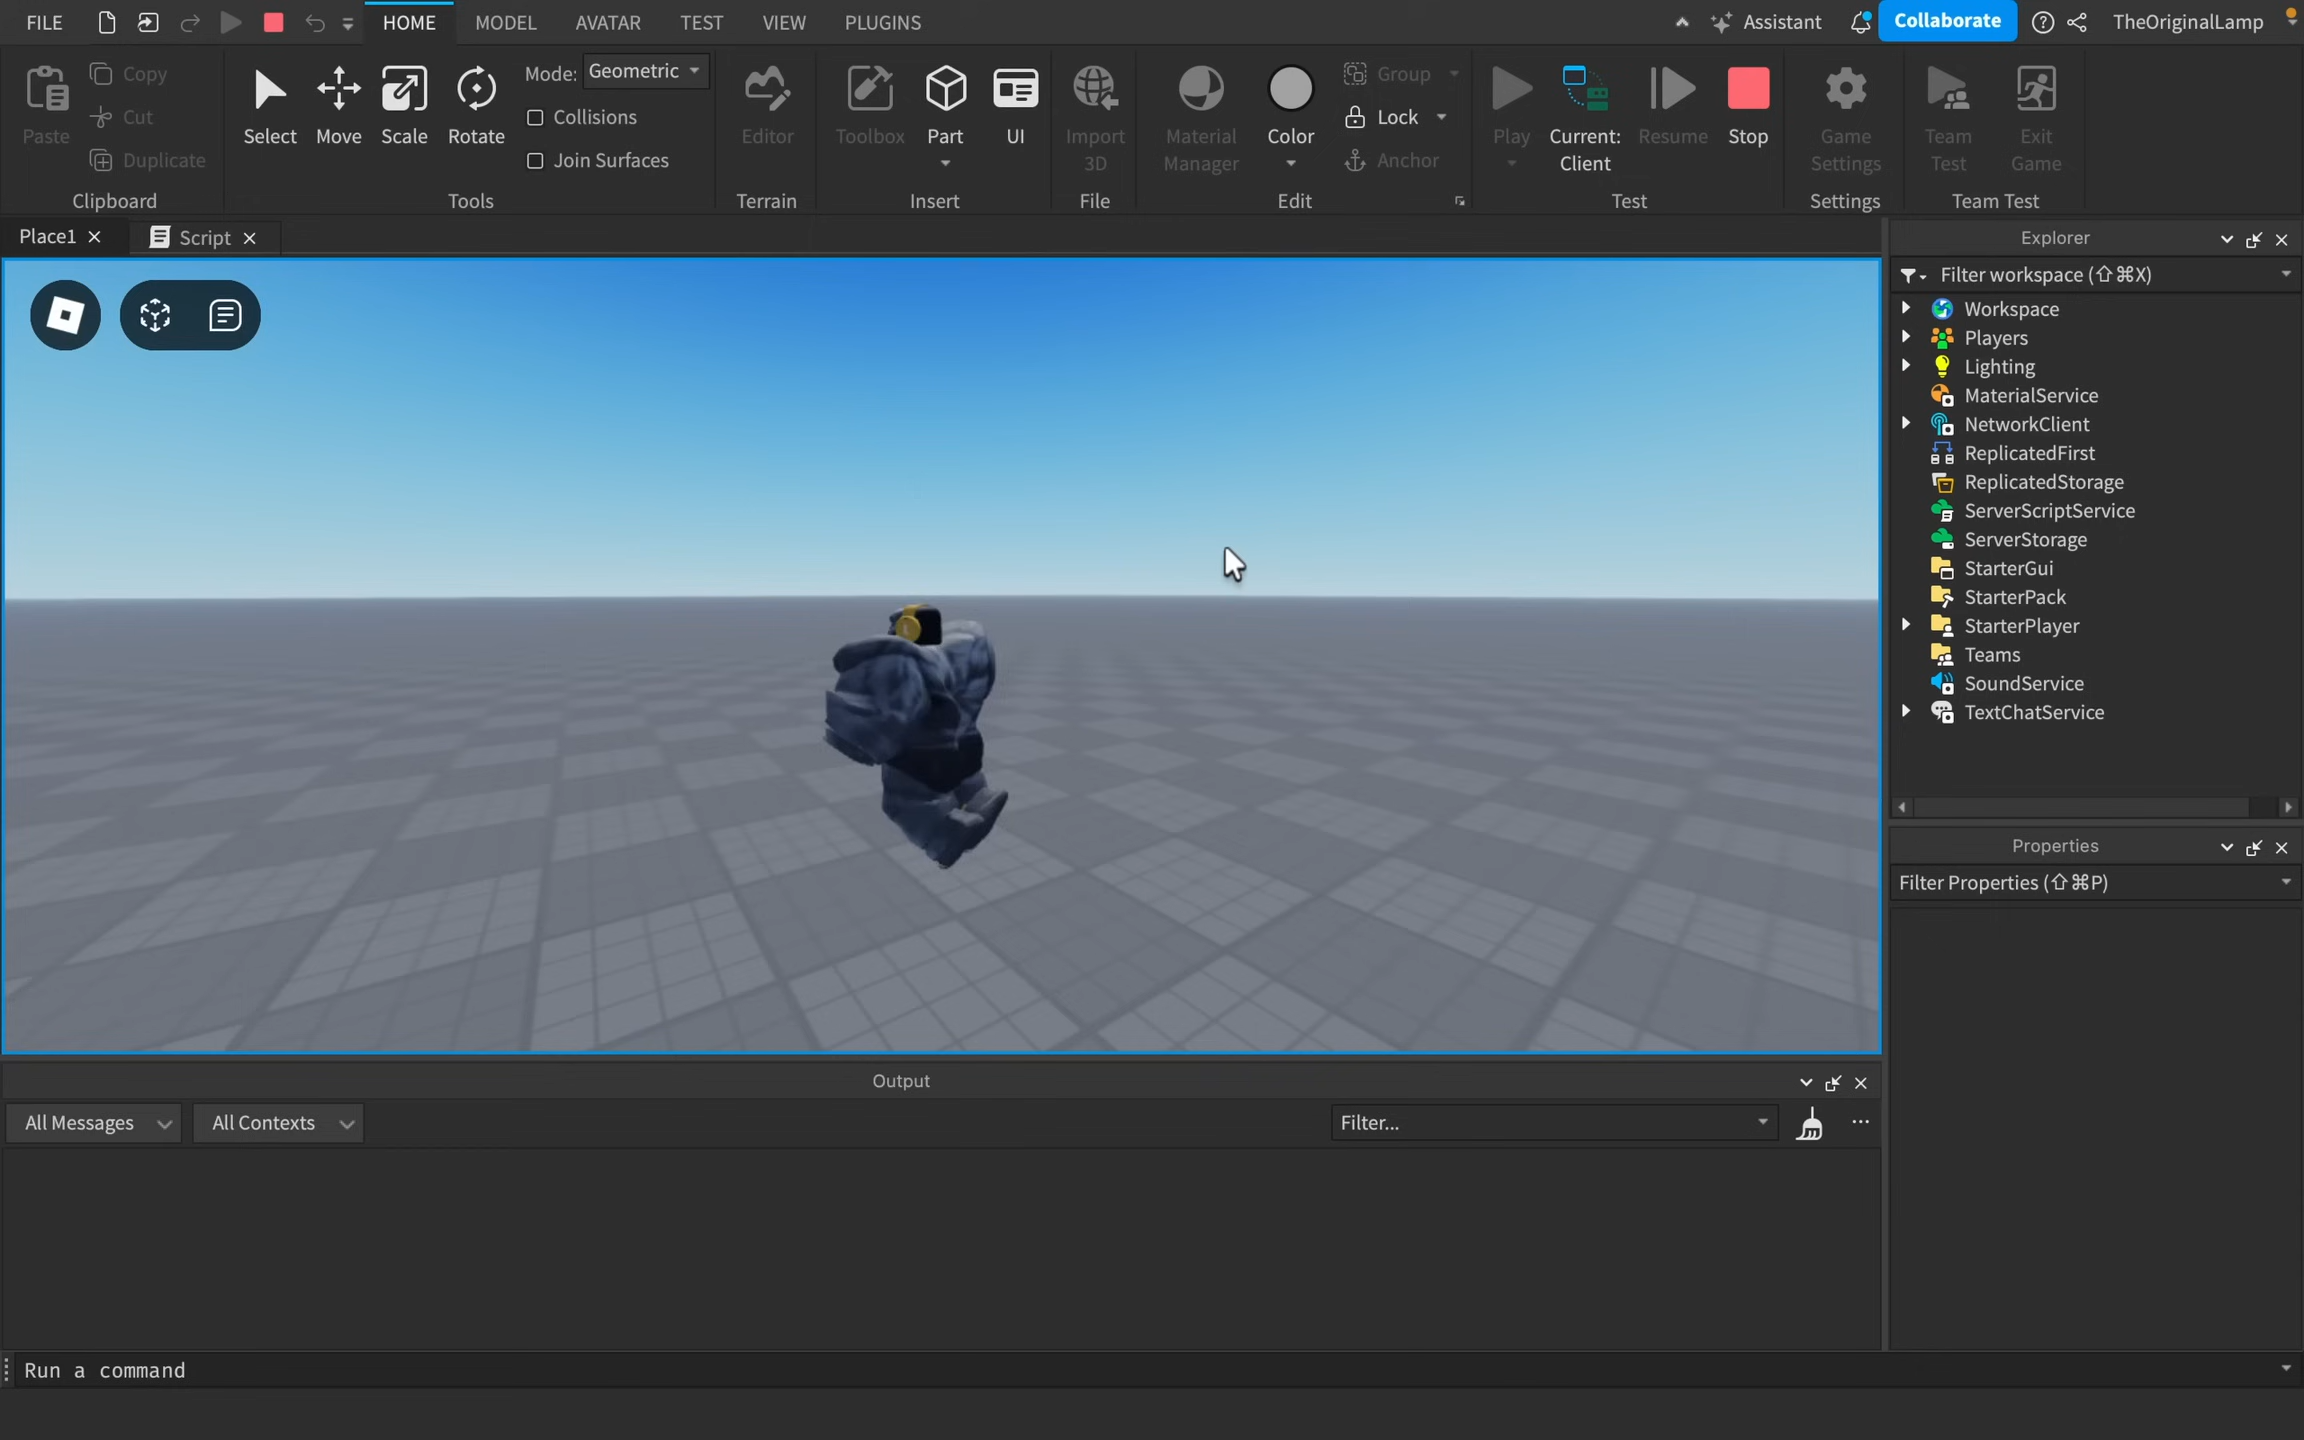 FILE HOME MODEL AVATAR TEST VIEW PLUGINS Assistant Collaborate TheOriginalLamp
Paste
Copy
Cut
Duplicate
Clipboard
Select Move Scale Rotate
Mode: Geometric
Collisions
Join Surfaces
Tools
Editor
Terrain
Toolbox Part UI
Insert
Import
3D
File
Material
Manager
Color
Group
Lock
Anchor
Edit
Play
Current:
Client
Resume Stop
Test
Game
Settings
Settings
Team
Test
Exit
Game
Team Test
Place1 Script
Explorer
Filter workspace (⇧⌘X)
Workspace
Players
Lighting
MaterialService
NetworkClient
ReplicatedFirst
ReplicatedStorage
ServerScriptService
ServerStorage
StarterGui
StarterPack
StarterPlayer
Teams
SoundService
TextChatService
Properties
Filter Properties (⇧⌘P)
Output
All Messages All Contexts Filter...
Run a command